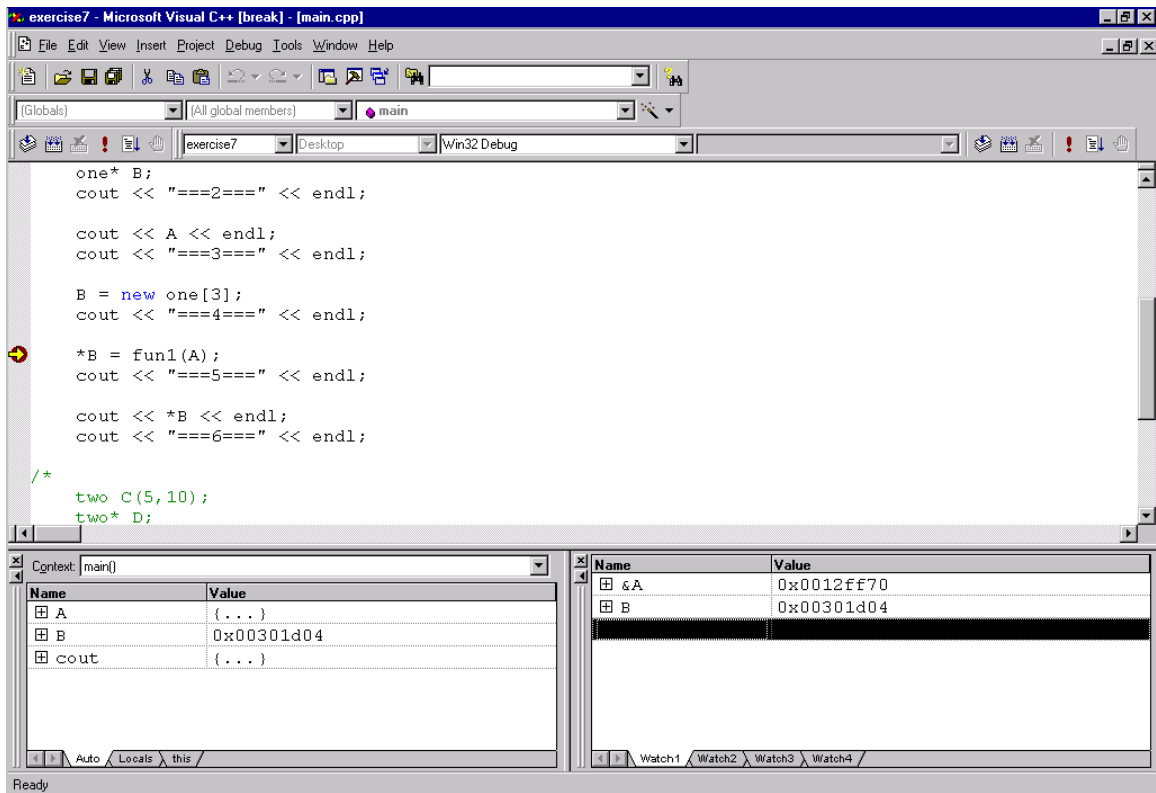 exercise7 - Microsoft Visual C++ [break] - [main.cpp]
File Edit View Insert Project Debug Tools Window Help
(Globals) (All global members) main
exercise7 Desktop Win32 Debug
one* B;
cout << "===2===" << endl;
cout << A << endl;
cout << "===3===" << endl;
B = new one[3];
cout << "===4===" << endl;
*B = fun1(A);
cout << "===5===" << endl;
cout << *B << endl;
cout << "===6===" << endl;
/*
two C(5,10);
two* D;
Context: main()
Name Value
A {...}
B 0x00301d04
cout {...}
Auto Locals this
Name Value
&A 0x0012ff70
B 0x00301d04
Watch1 Watch2 Watch3 Watch4
Ready